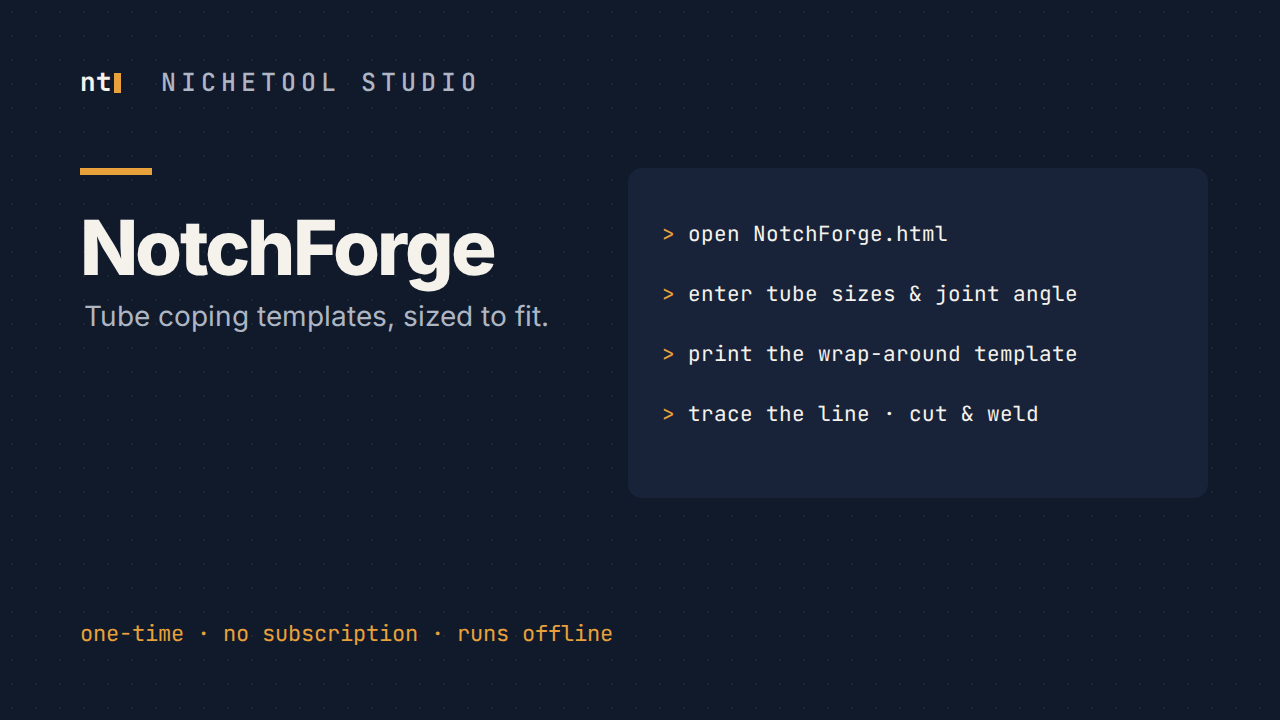 nt NICHETOOL STUDIO
NotchForge
Tube coping templates, sized to fit.
> open NotchForge.html
> enter tube sizes & joint angle
> print the wrap-around template
> trace the line · cut & weld
one-time · no subscription · runs offline